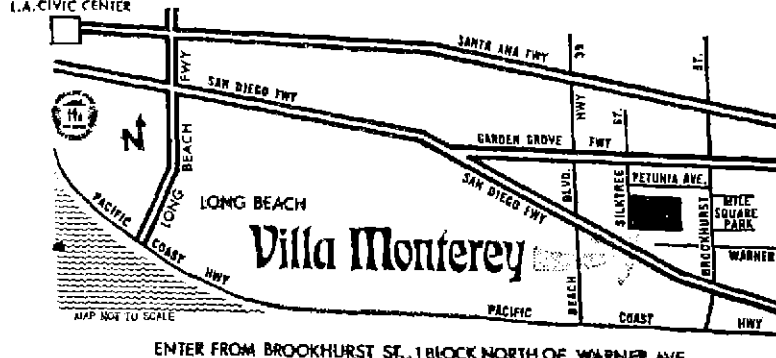 L.A. CIVIC CENTER
SANTA ANA FWY
HWY 39
ST.
FWY
SAN DIEGO FWY
GARDEN GROVE FWY
ST.
N
LONG BEACH
PETUNIA AVE.
SAN DIEGO FWY
BLVD.
SILKTREE
MILE
SQUARE
PARK
LONG BEACH
PACIFIC COAST HWY
Villa Monterey
BROOKHURST
WARNER
BEACH
MAP NOT TO SCALE
PACIFIC COAST HWY
ENTER FROM BROOKHURST ST., 1 BLOCK NORTH OF WARNER AVE.